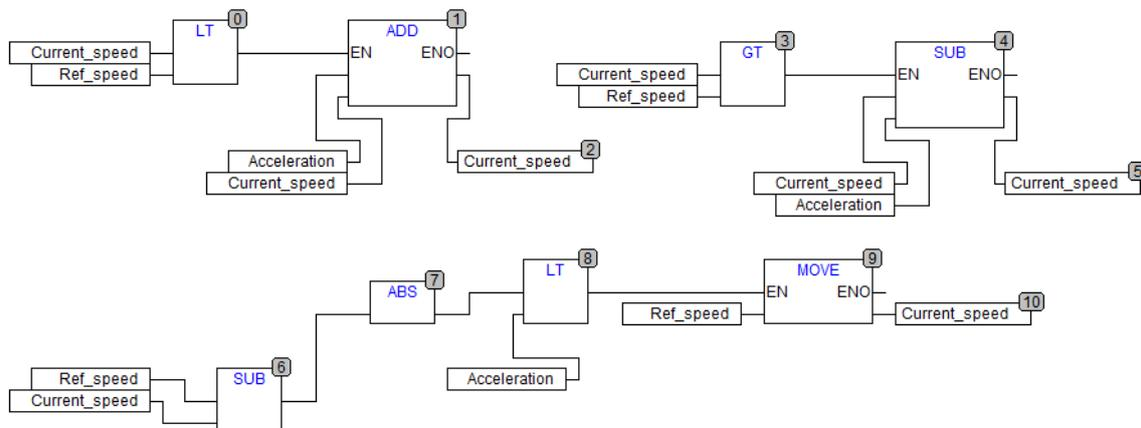 LT 0
Current_speed
Ref_speed
ADD 1
EN ENO
Acceleration
Current_speed
Current_speed 2
GT 3
Current_speed
Ref_speed
SUB 4
EN ENO
Current_speed
Acceleration
Current_speed 5
Ref_speed
Current_speed
SUB 6
ABS 7
LT 8
Acceleration
MOVE 9
EN ENO
Ref_speed
Current_speed 10